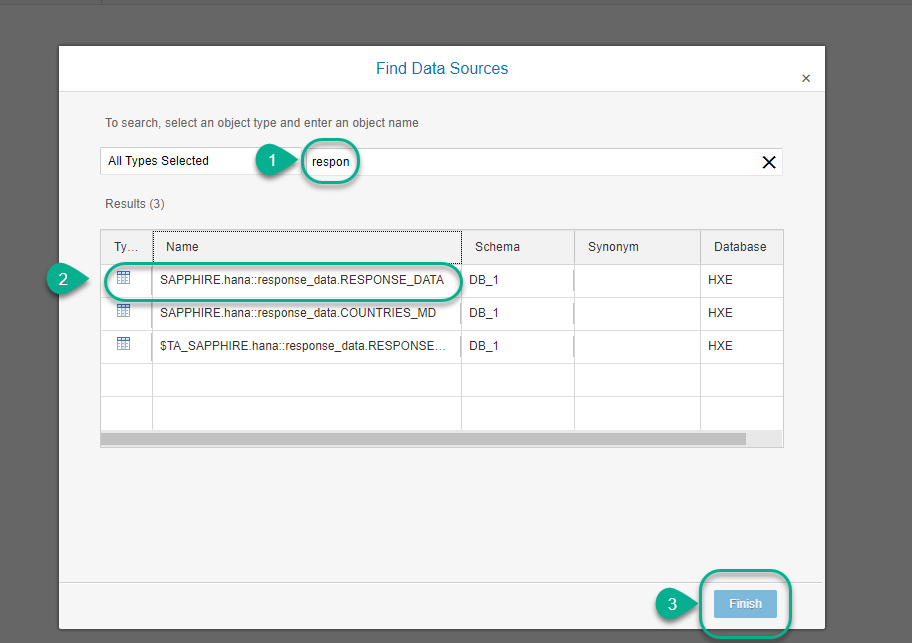 Find Data Sources
×
To search, select an object type and enter an object name
All Types Selected 1 respon
Results (3)
Ty... Name Schema Synonym Database
2 SAPPHIRE.hana::response_data.RESPONSE_DATA DB_1 HXE
SAPPHIRE.hana::response_data.COUNTRIES_MD DB_1 HXE
$TA_SAPPHIRE.hana::response_data.RESPONSE... DB_1 HXE
3 Finish